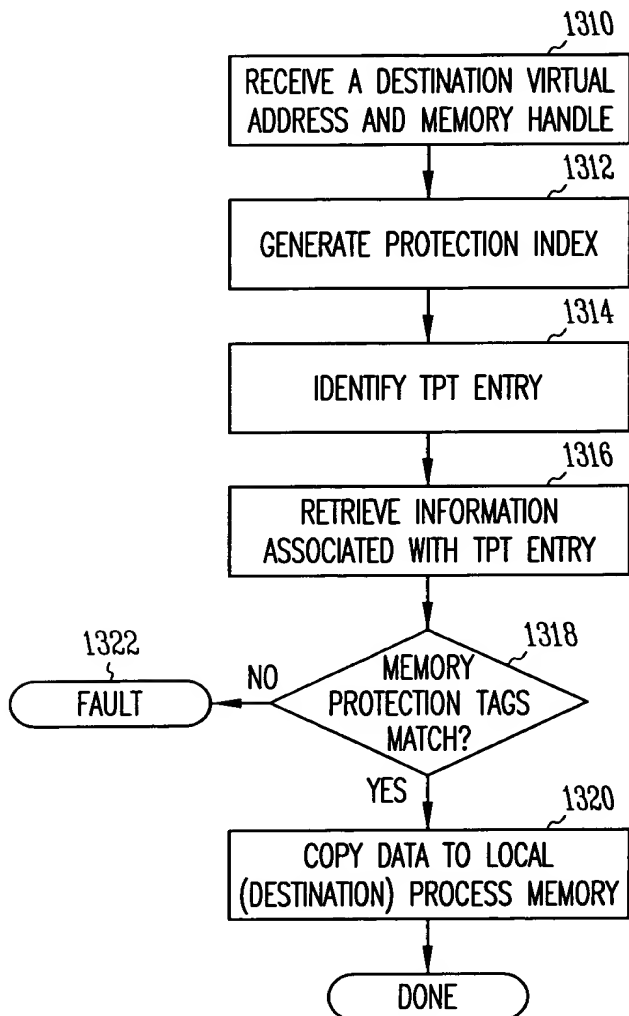 1310
RECEIVE A DESTINATION VIRTUAL
ADDRESS AND MEMORY HANDLE
1312
GENERATE PROTECTION INDEX
1314
IDENTIFY TPT ENTRY
1316
RETRIEVE INFORMATION
ASSOCIATED WITH TPT ENTRY
1318
MEMORY
PROTECTION TAGS
MATCH?
NO
1322
FAULT
YES
1320
COPY DATA TO LOCAL
(DESTINATION) PROCESS MEMORY
DONE